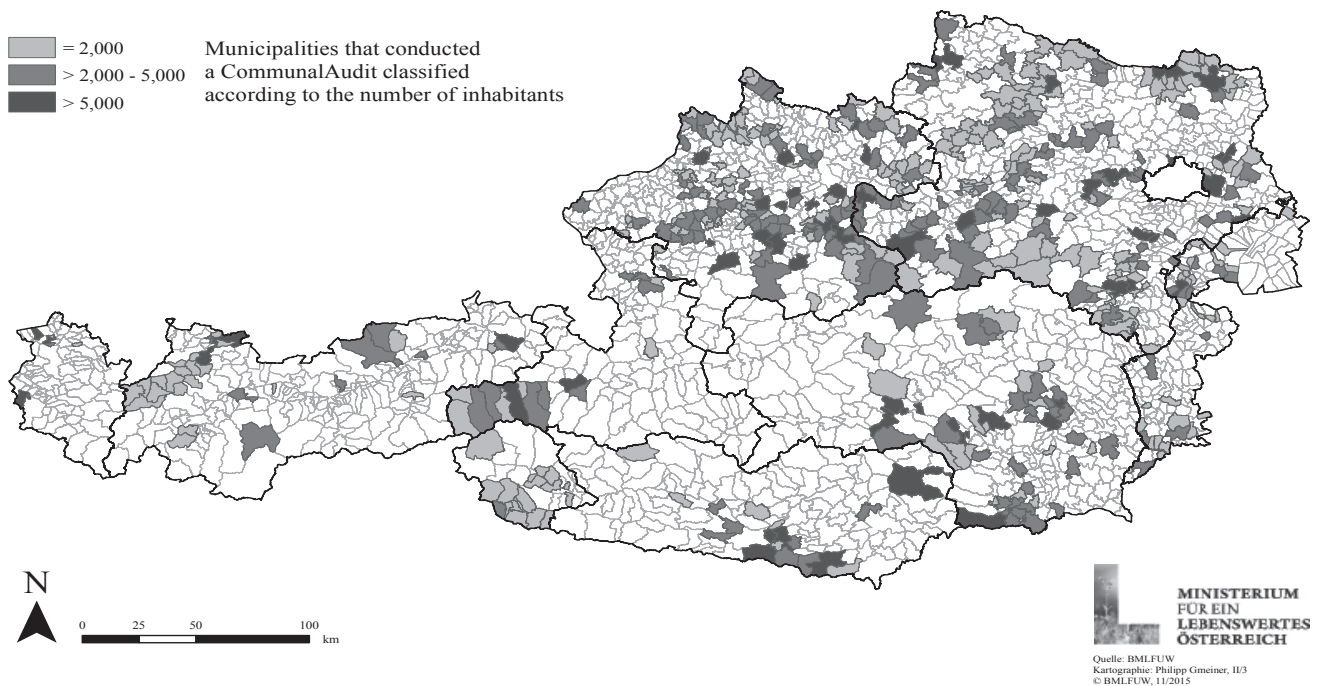 = 2,000
> 2,000 - 5,000
> 5,000
Municipalities that conducted
a CommunalAudit classified
according to the number of inhabitants
N
0 25 50 100
km
MINISTERIUM
FÜR EIN
LEBENSWERTES
ÖSTERREICH
Quelle: BMLFUW
Kartographie: Philipp Gmeiner, II/3
© BMLFUW, 11/2015